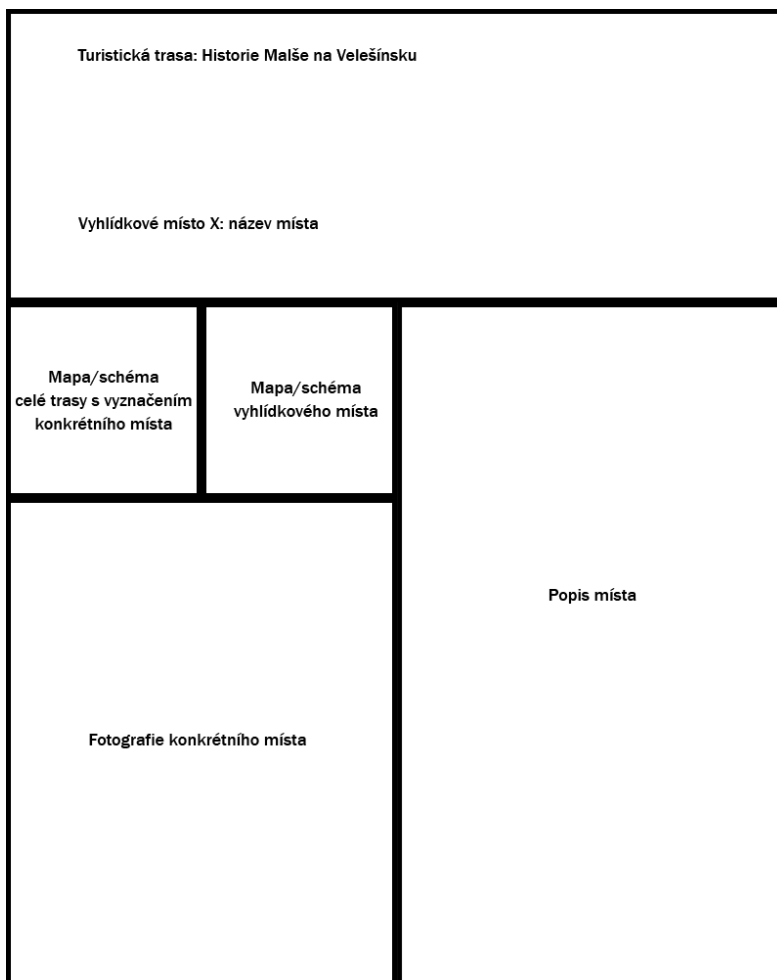 Turistická trasa: Historie Malše na Velešínsku
Vyhlídkové místo X: název místa
Mapa/schéma
celé trasy s vyznačením
konkrétního místa
Mapa/schéma
vyhlídkového místa
Popis místa
Fotografie konkrétního místa